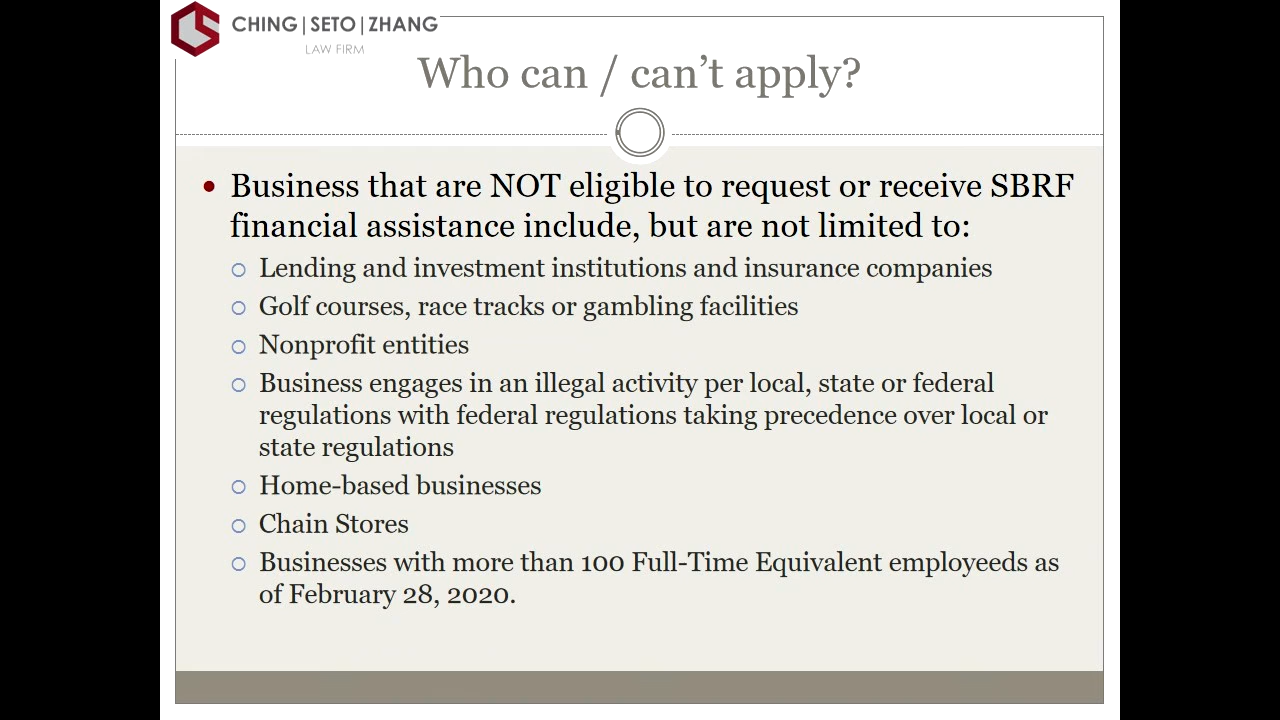 CHING|SETO|ZHANG
LAW FIRM
Who can / can't apply?
Business that are NOT eligible to request or receive SBRF
financial assistance include, but are not limited to:
Lending and investment institutions and insurance companies
Golf courses, race tracks or gambling facilities
Nonprofit entities
Business engages in an illegal activity per local, state or federal
regulations with federal regulations taking precedence over local or
state regulations
Home-based businesses
Chain Stores
Businesses with more than 100 Full-Time Equivalent employeeds as
of February 28, 2020.